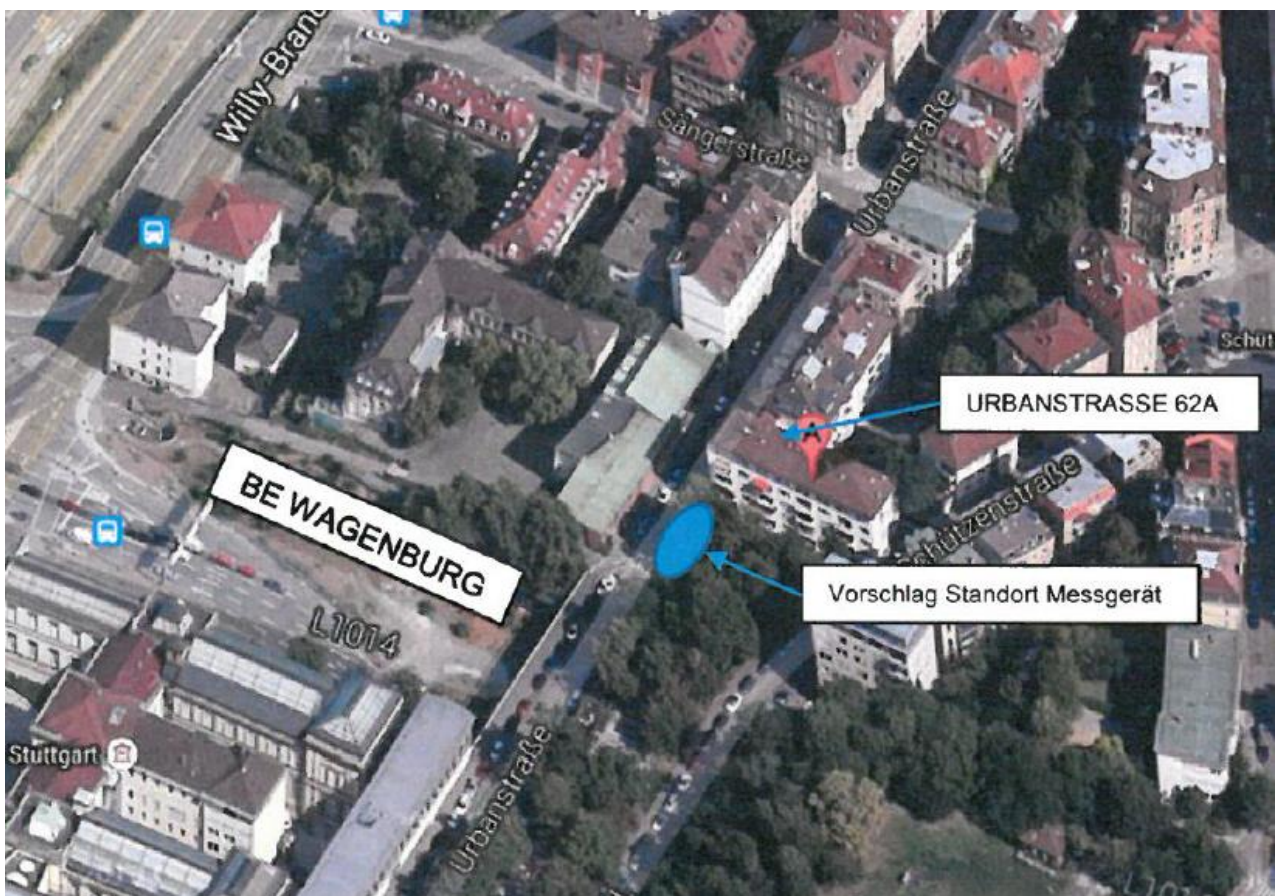 Willy-Brand
Sängerstraße
Urbanstraße
Schüt
URBANSTRASSE 62A
A
BE WAGENBURG
Schützenstraße
Vorschlag Standort Messgerät
L1014
Stuttgart
Urbanstraße